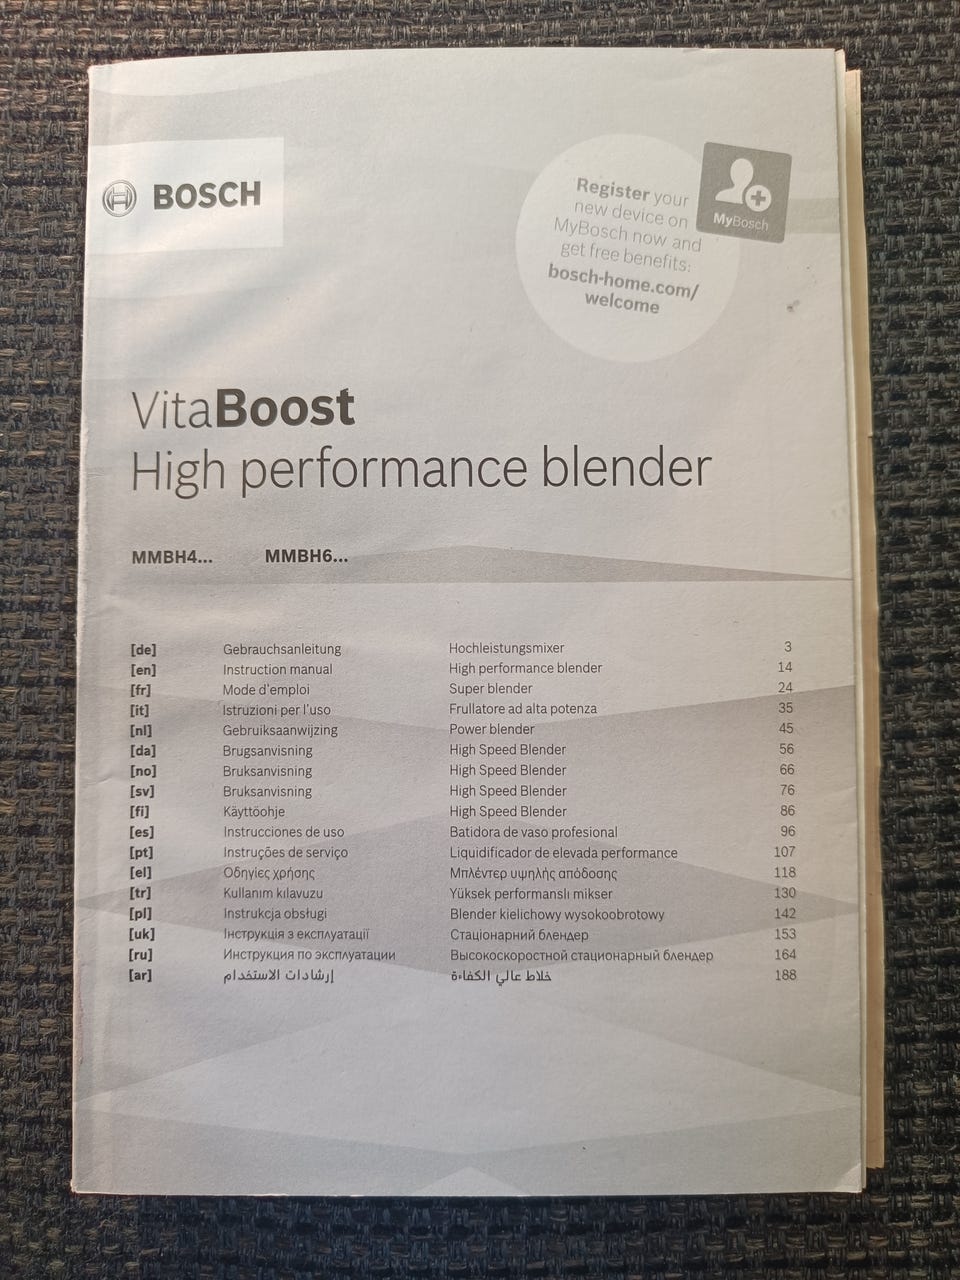 BOSCH
Register your
new device on
MyBosch now and
get free benefits:
bosch-home.com/
welcome
MyBosch
VitaBoost
High performance blender
MMBH4... MMBH6...
[de] Gebrauchsanleitung Hochleistungsmixer 3
[en] Instruction manual High performance blender 14
[fr] Mode d'emploi Super blender 24
[it] Istruzioni per l'uso Frullatore ad alta potenza 35
[nl] Gebruiksaanwijzing Power blender 45
[da] Brugsanvisning High Speed Blender 56
[no] Bruksanvisning High Speed Blender 66
[sv] Bruksanvisning High Speed Blender 76
[fi] Käyttöohje High Speed Blender 86
[es] Instrucciones de uso Batidora de vaso profesional 96
[pt] Instruções de serviço Liquidificador de elevada performance 107
[el] Οδηγίες χρήσης Μπλέντερ υψηλής απόδοσης 118
[tr] Kullanım kılavuzu Yüksek performanslı mikser 130
[pl] Instrukcja obsługi Blender kielichowy wysokoobrotowy 142
[uk] Інструкція з експлуатації Стаціонарний блендер 153
[ru] Инструкция по эксплуатации Высокоскоростной стационарный блендер 164
[ar] إرشادات الاستخدام خلاط عالي الكفاءة 188